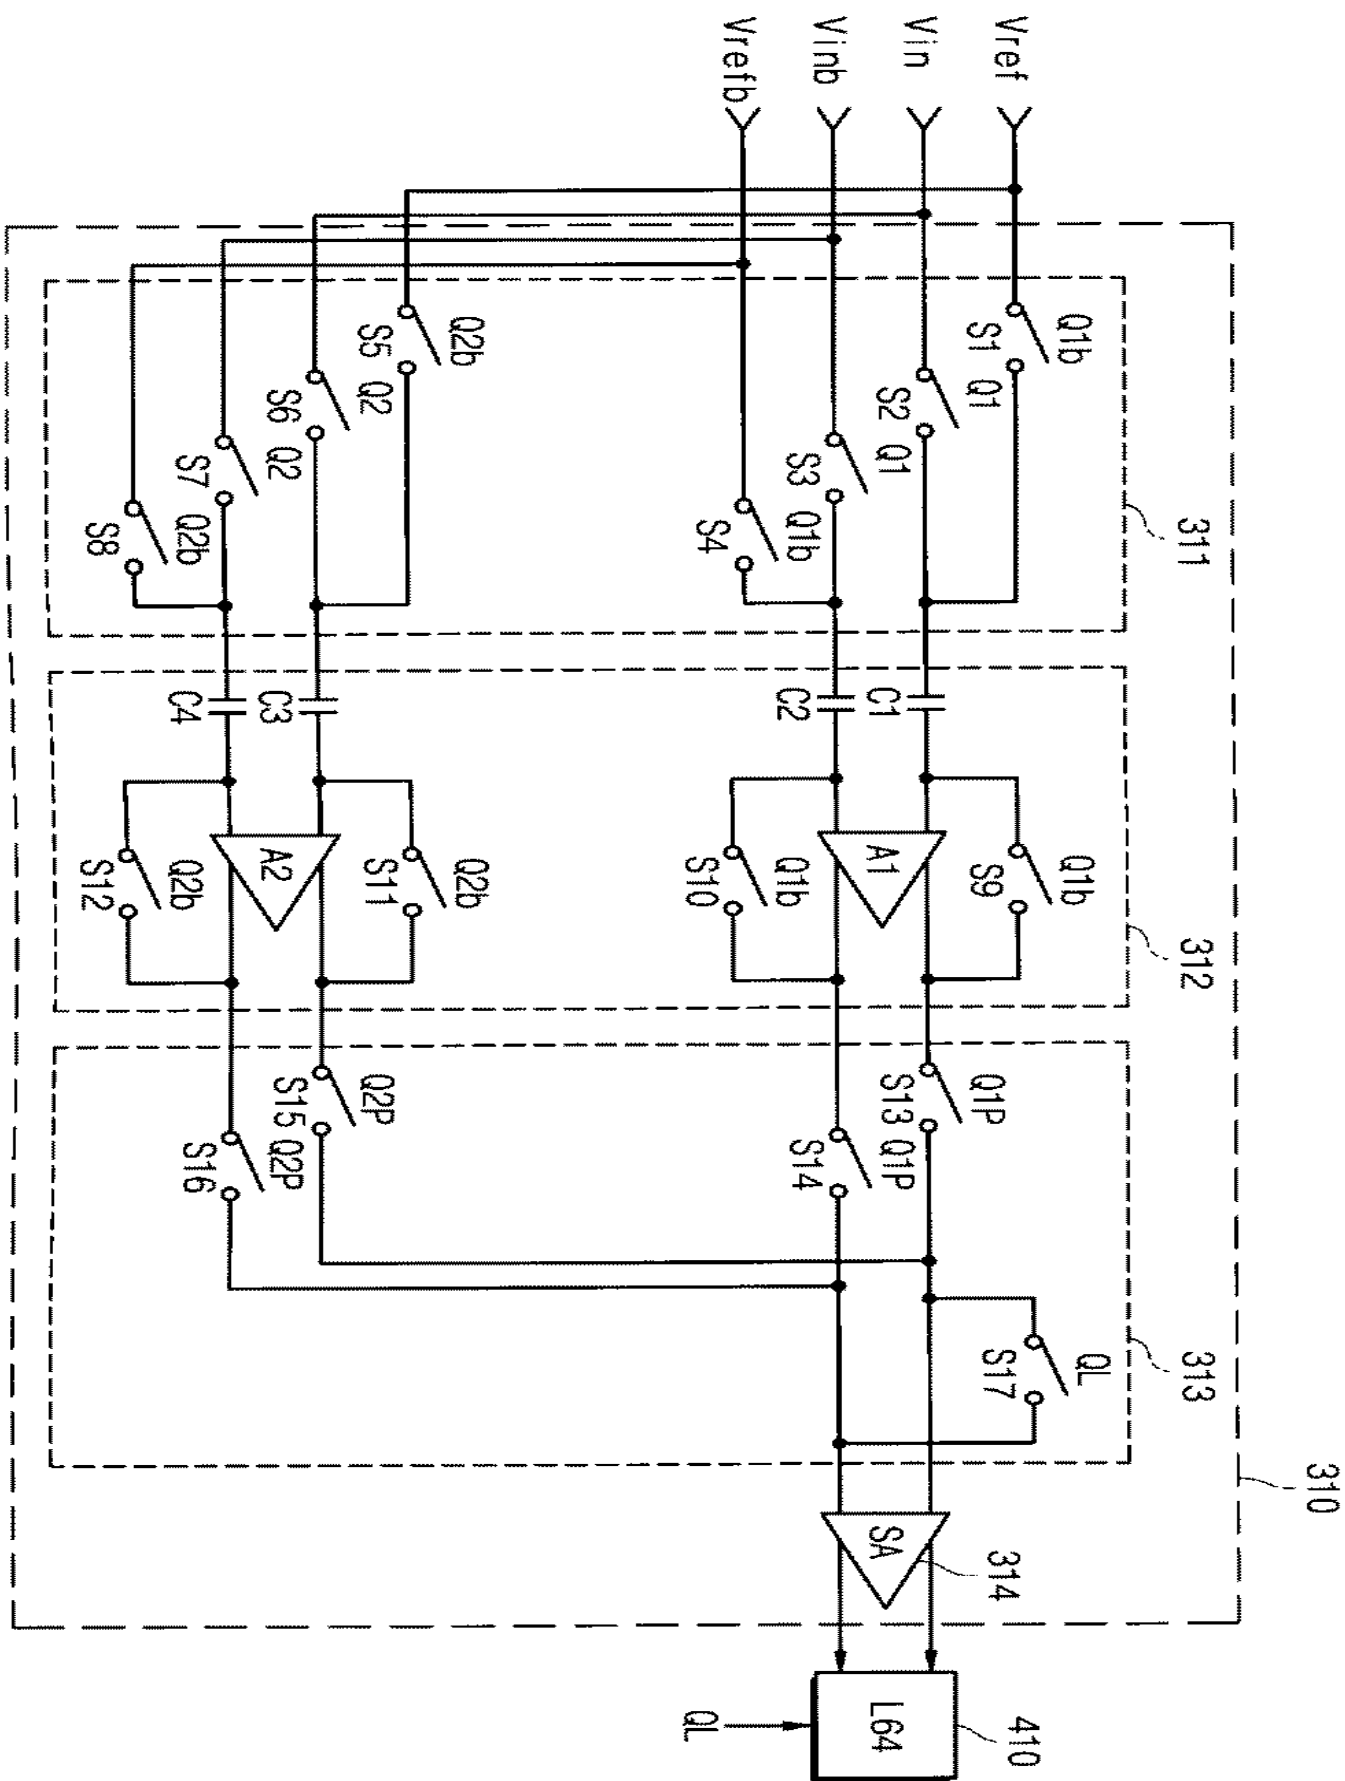 310
311
312
313
Vref
Vin
Vinb
Vrefb
Q1b
S1
Q1
S2
Q1
S3
Q1b
S4
Q2b
S5
Q2
S6
Q2
S7
Q2b
S8
C1
C2
C3
C4
Q1b
S9
A1
Q1b
S10
Q2b
S11
A2
Q2b
S12
Q1P
S13
Q1P
S14
Q2P
S15
Q2P
S16
QL
S17
SA
314
L64
410
QL